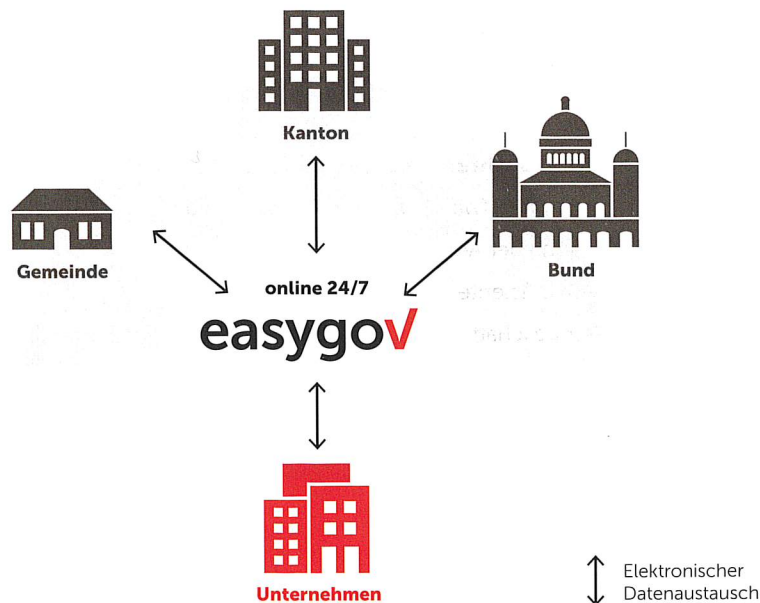 Kanton
Gemeinde
Bund
online 24/7
easygov
Unternehmen
Elektronischer
Datenaustausch